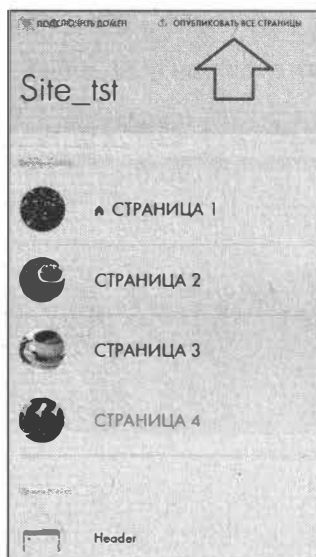 ПОДКЛЮЧИТЬ ДОМЕН
ОПУБЛИКОВАТЬ ВСЕ СТРАНИЦЫ
Site_tst
СТРАНИЦА 1
СТРАНИЦА 2
СТРАНИЦА 3
СТРАНИЦА 4
Header